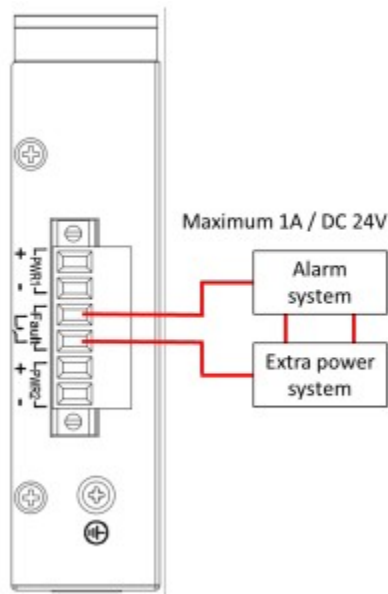 Maximum 1A / DC 24V
Alarm
system
Extra power
system
+
PWR1
-
Fault
+
PWR2
-